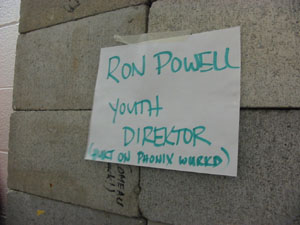 RON POWELL
YOUTH
DIREKTOR
(HURT ON PHONIX WURKD)